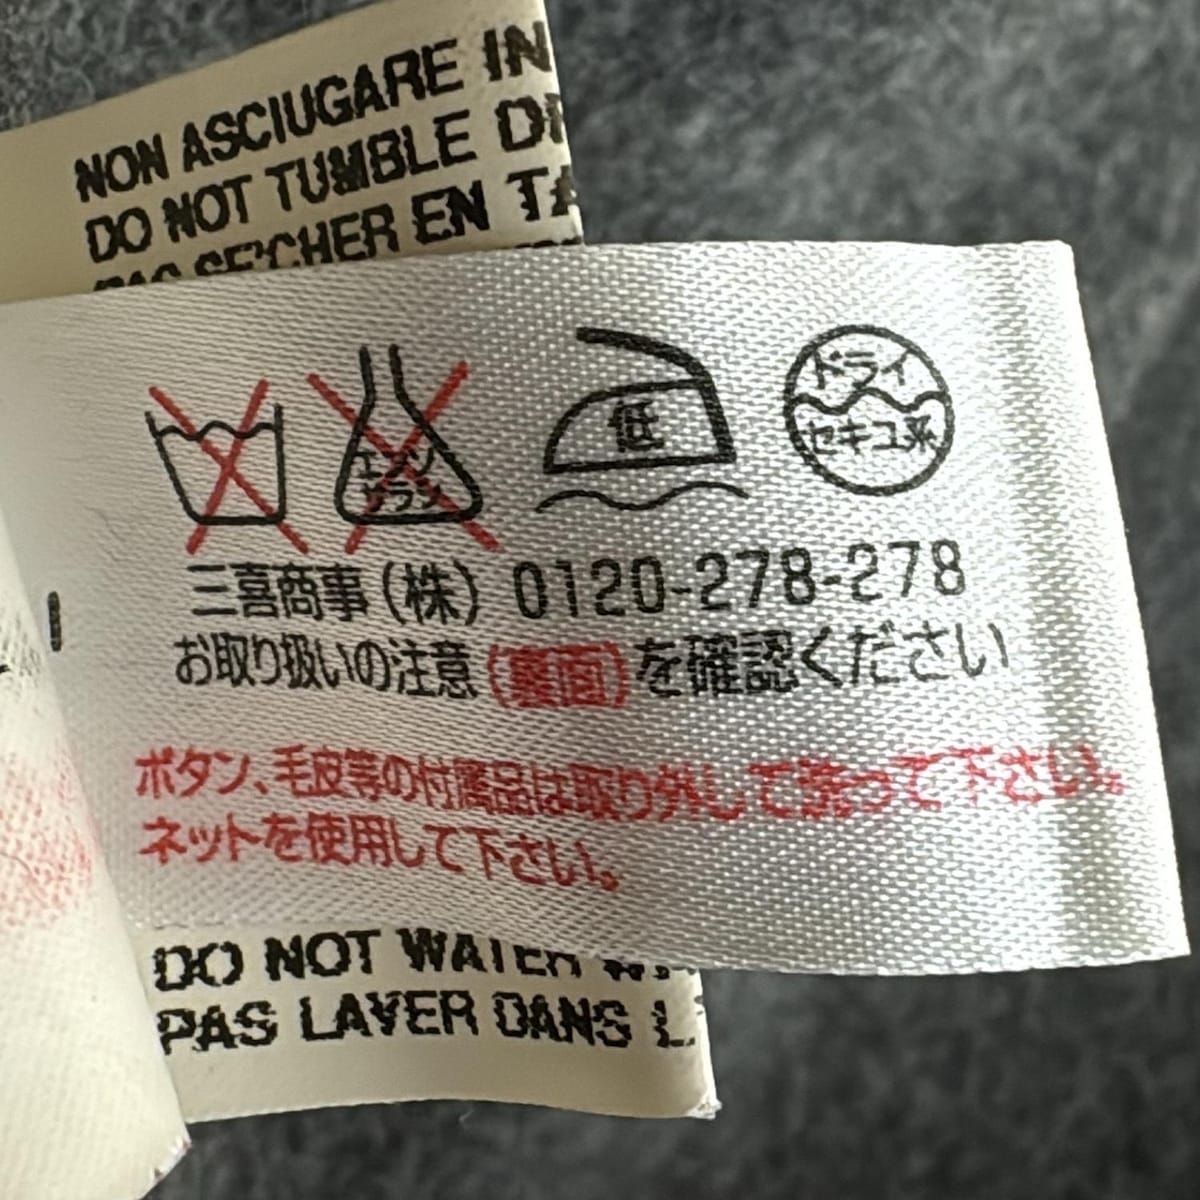 NON ASCIUGARE IN
DO NOT TUMBLE
PAS SE'CHER EN
エンソ
サラシ
低
ドライ
セキユ系
三喜商事(株) 0120-278-278
お取り扱いの注意(裏面)を確認ください
ボタン、毛皮等の付属品は取り外して洗って下さい。
ネットを使用して下さい。
DO NOT WATER
PAS LAVER DANS